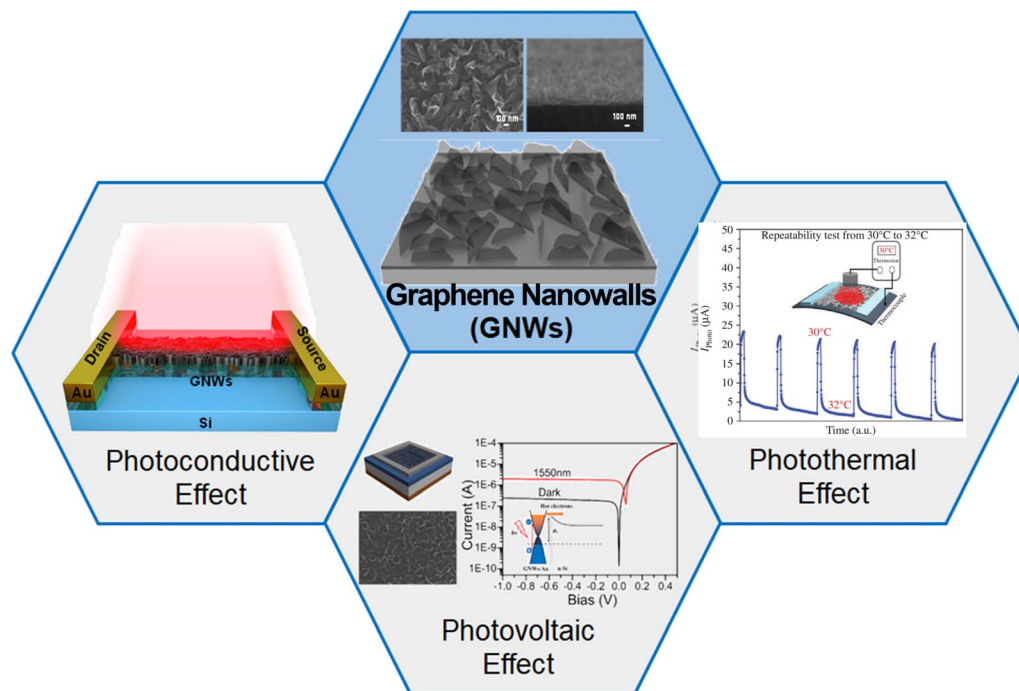 100 nm
100 nm
Graphene Nanowalls
(GNWs)
Drain
Source
Au
Au
GNWs
Si
Photoconductive
Effect
1E-4
1E-5
1E-6
1E-7
1E-8
1E-9
1E-10
Current (A)
1550nm
Dark
Hot electrons
hν
GNWs/Au
n-Si
-1.0 -0.8 -0.6 -0.4 -0.2 0.0 0.2 0.4
Bias (V)
Photovoltaic
Effect
50
45
40
35
30
25
20
15
10
5
0
(µA)
I Photo (µA)
Repeatability test from 30°C to 32°C
30°C
Thermostat
Thermocouple
30°C
32°C
Time (a.u.)
Photothermal
Effect